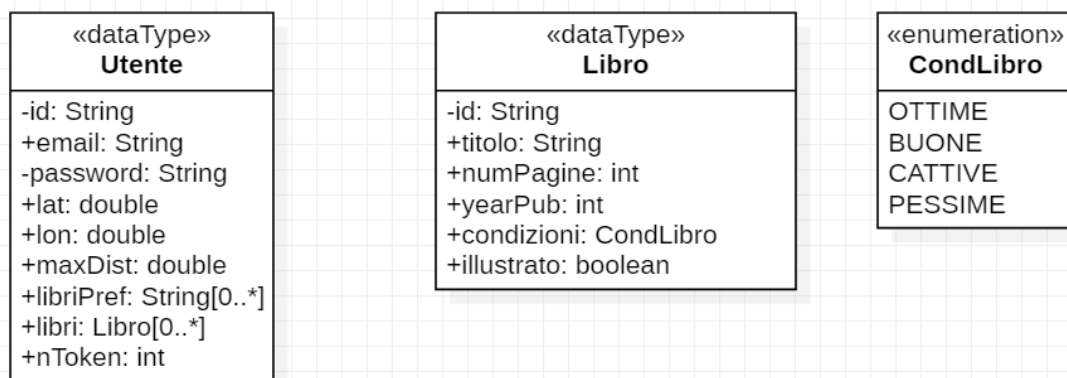 «dataType»
Utente
-id: String
+email: String
-password: String
+lat: double
+lon: double
+maxDist: double
+libriPref: String[0..*]
+libri: Libro[0..*]
+nToken: int
«dataType»
Libro
-id: String
+titolo: String
+numPagine: int
+yearPub: int
+condizioni: CondLibro
+illustrato: boolean
«enumeration»
CondLibro
OTTIME
BUONE
CATTIVE
PESSIME